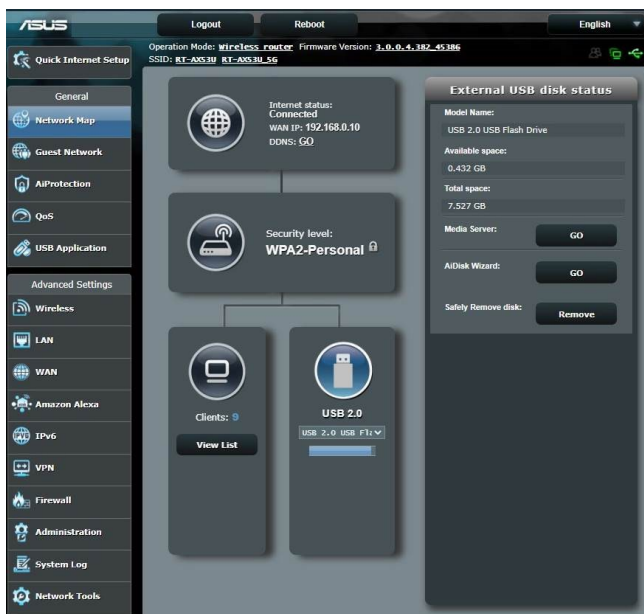 ASUS
Logout
Reboot
English
Operation Mode: Wireless router Firmware Version: 3.0.0.4.382_45386
SSID: RT-AX53U RT-AX53U_5G
Quick Internet Setup
General
Network Map
Guest Network
AiProtection
QoS
USB Application
Advanced Settings
Wireless
LAN
WAN
Amazon Alexa
IPv6
VPN
Firewall
Administration
System Log
Network Tools
Internet status:
Connected
WAN IP: 192.168.0.10
DDNS: GO
Security level:
WPA2-Personal
Clients: 9
View List
USB 2.0
USB 2.0 USB Fl
External USB disk status
Model Name:
USB 2.0 USB Flash Drive
Available space:
0.432 GB
Total space:
7.527 GB
Media Server:
GO
AiDisk Wizard:
GO
Safely Remove disk:
Remove